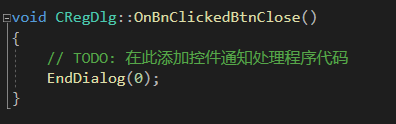 void CRegDlg::OnBnClickedBtnClose()
{
    // TODO: 在此添加控件通知处理程序代码
    EndDialog(0);
}